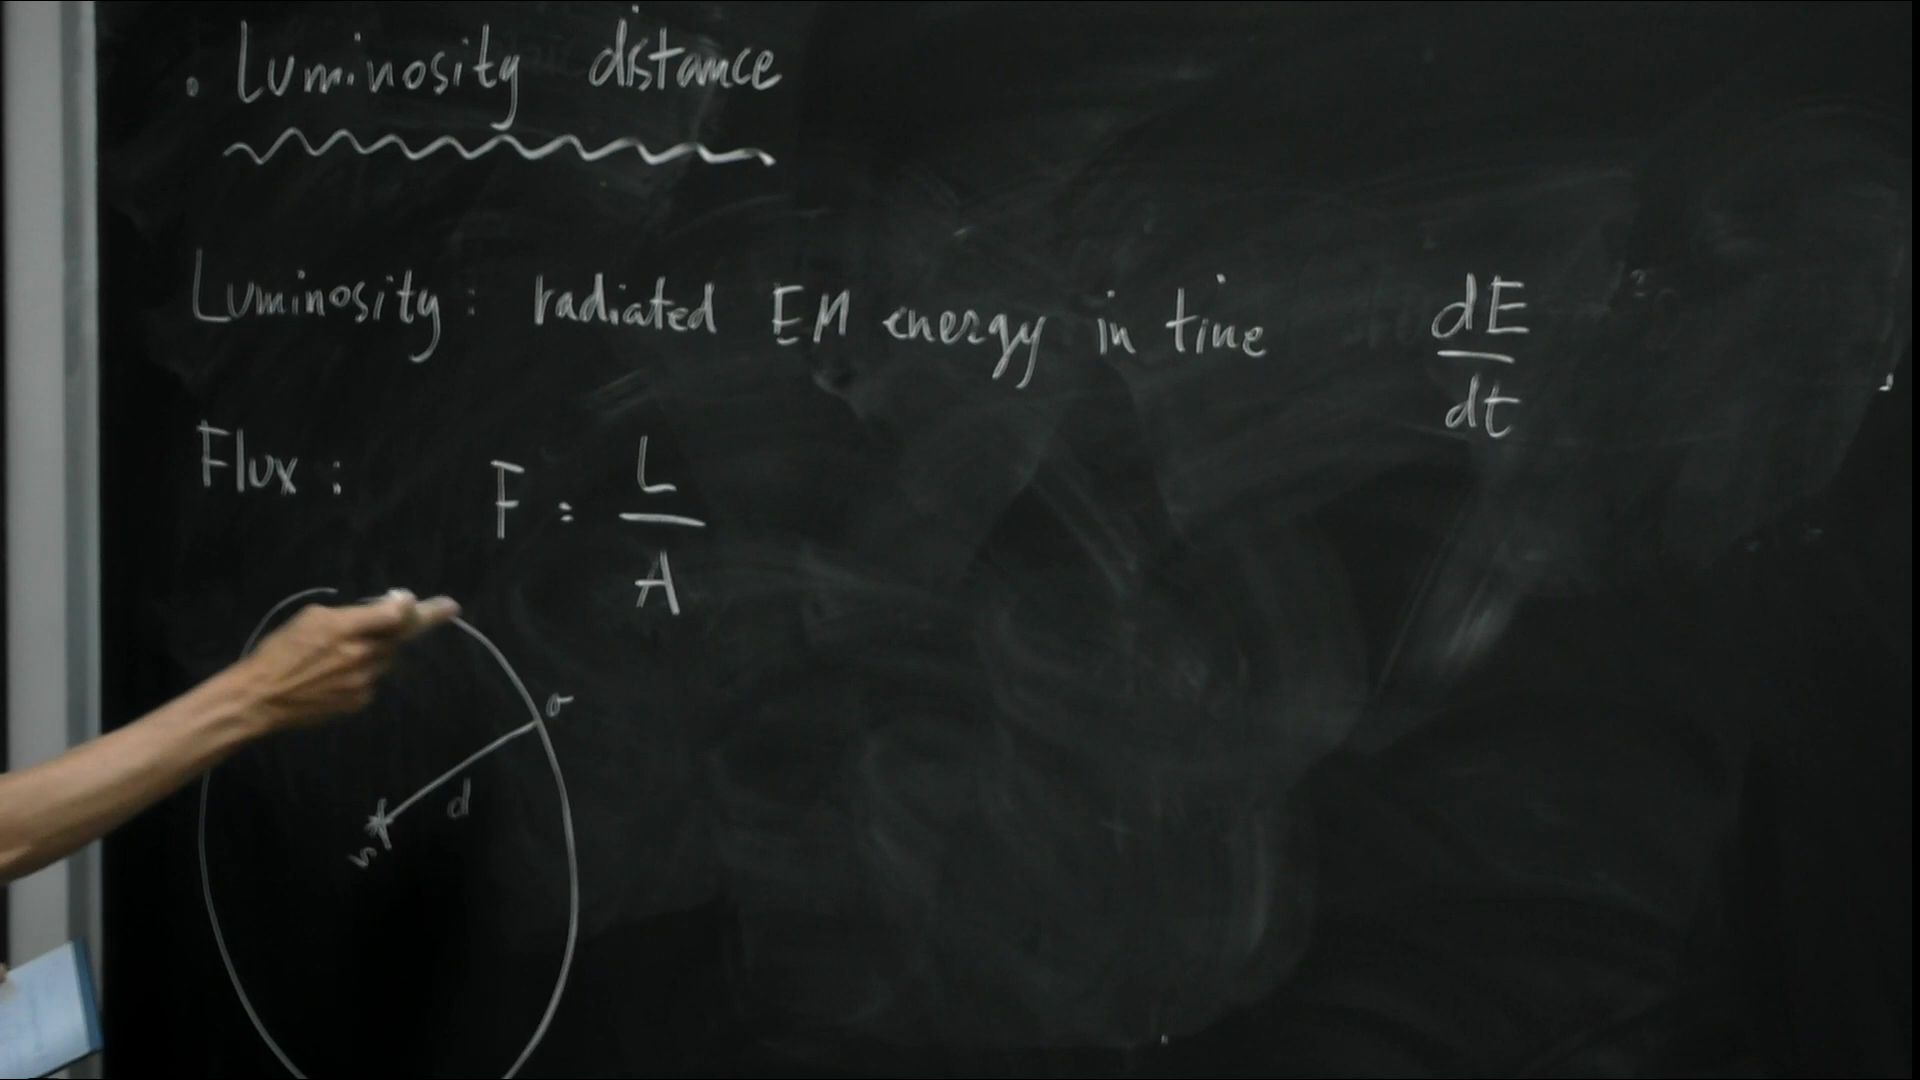 . Luminosity distance
Luminosity: radiated EM energy in time dE/dt
Flux: F = L/A
o
d
s